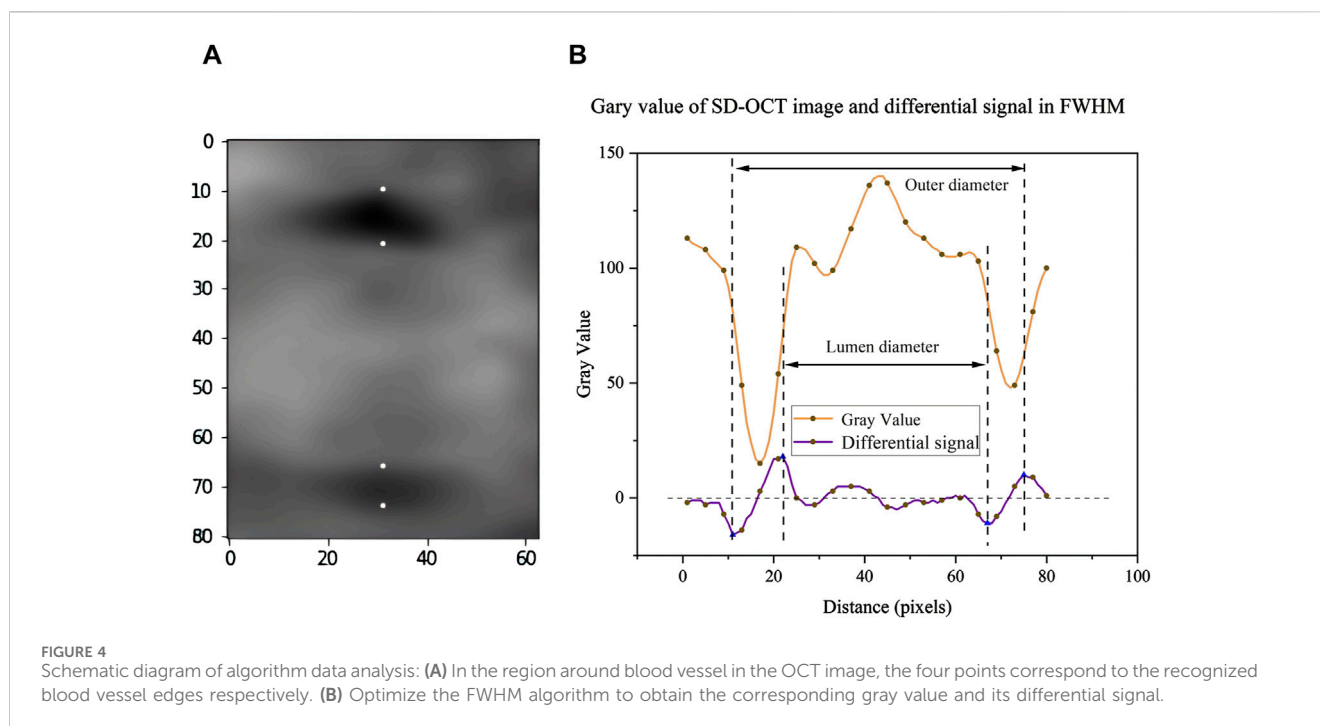 A
0
10
20
30
40
50
60
70
80
0 20 40 60
B
Gary value of SD-OCT image and differential signal in FWHM
150
100
50
0
Gray Value
Outer diameter
Lumen diameter
Gray Value
Differential signal
0 20 40 60 80 100
Distance (pixels)
FIGURE 4
Schematic diagram of algorithm data analysis: (A) In the region around blood vessel in the OCT image, the four points correspond to the recognized
blood vessel edges respectively. (B) Optimize the FWHM algorithm to obtain the corresponding gray value and its differential signal.